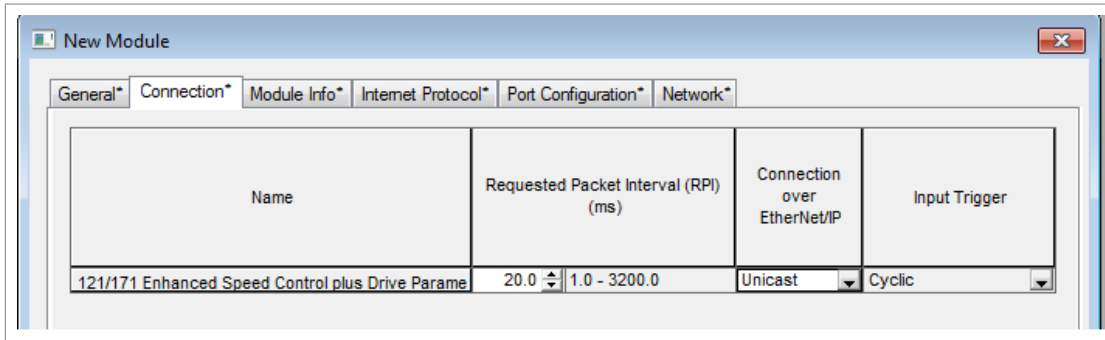 New Module
General* Connection* Module Info* Internet Protocol* Port Configuration* Network*
Name
Requested Packet Interval (RPI)
(ms)
Connection
over
EtherNet/IP
Input Trigger
121/171 Enhanced Speed Control plus Drive Parame 20.0 1.0 - 3200.0 Unicast Cyclic